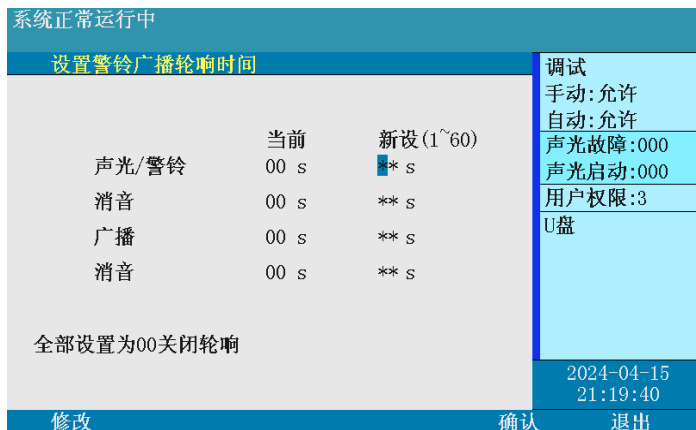 系统正常运行中
设置警铃广播轮响时间
当前 新设(1~60)
声光/警铃 00 s ** s
消音 00 s ** s
广播 00 s ** s
消音 00 s ** s
全部设置为00关闭轮响
调试
手动:允许
自动:允许
声光故障:000
声光启动:000
用户权限:3
U盘
2024-04-15
21:19:40
修改 确认 退出